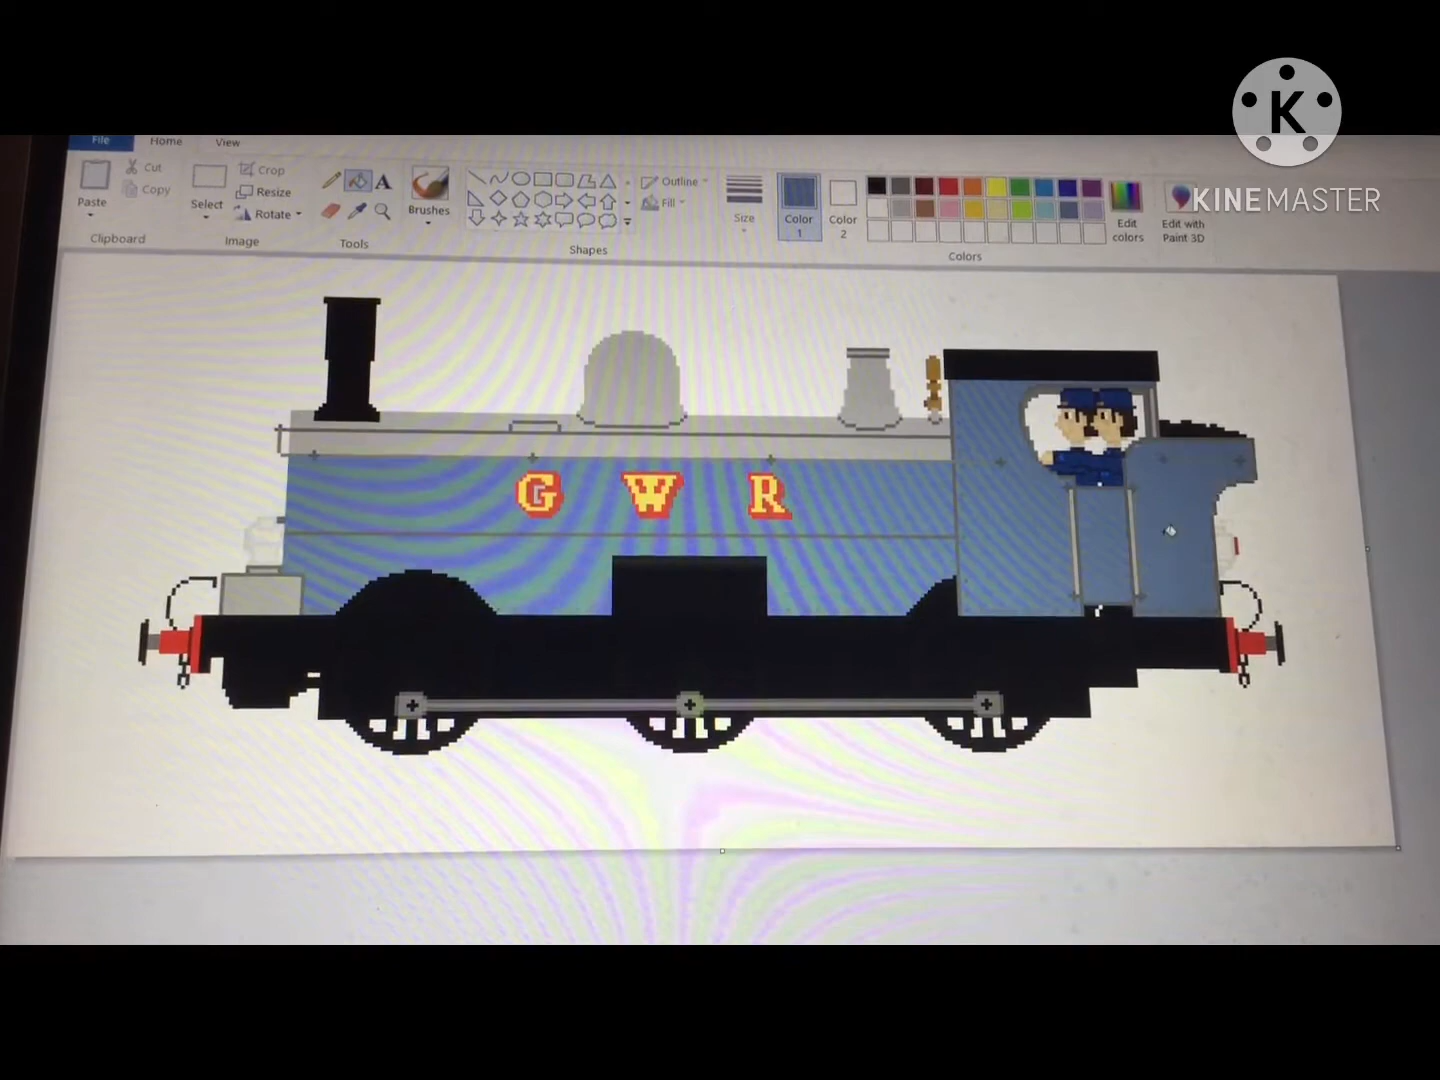 K
KINEMASTER
File Home View
Paste
Cut
Copy
Clipboard
Select
Crop
Resize
Rotate
Image
A
Tools
Brushes
Shapes
Outline
Fill
Size
Color
1
Color
2
Colors
Edit
colors
Edit with
Paint 3D
G W R